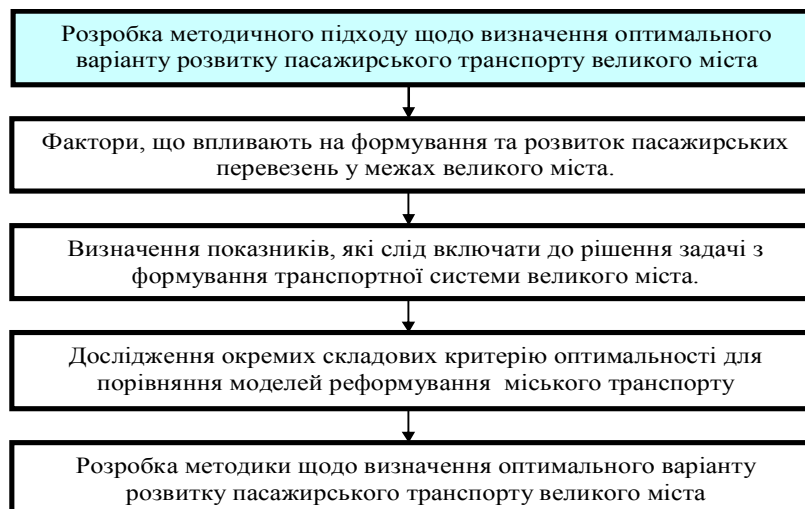 Розробка методичного підходу щодо визначення оптимального
варіанту розвитку пасажирського транспорту великого міста
Фактори, що впливають на формування та розвиток пасажирських
перевезень у межах великого міста.
Визначення показників, які слід включати до рішення задачі з
формування транспортної системи великого міста.
Дослідження окремих складових критерію оптимальності для
порівняння моделей реформування міського транспорту
Розробка методики щодо визначення оптимального варіанту
розвитку пасажирського транспорту великого міста